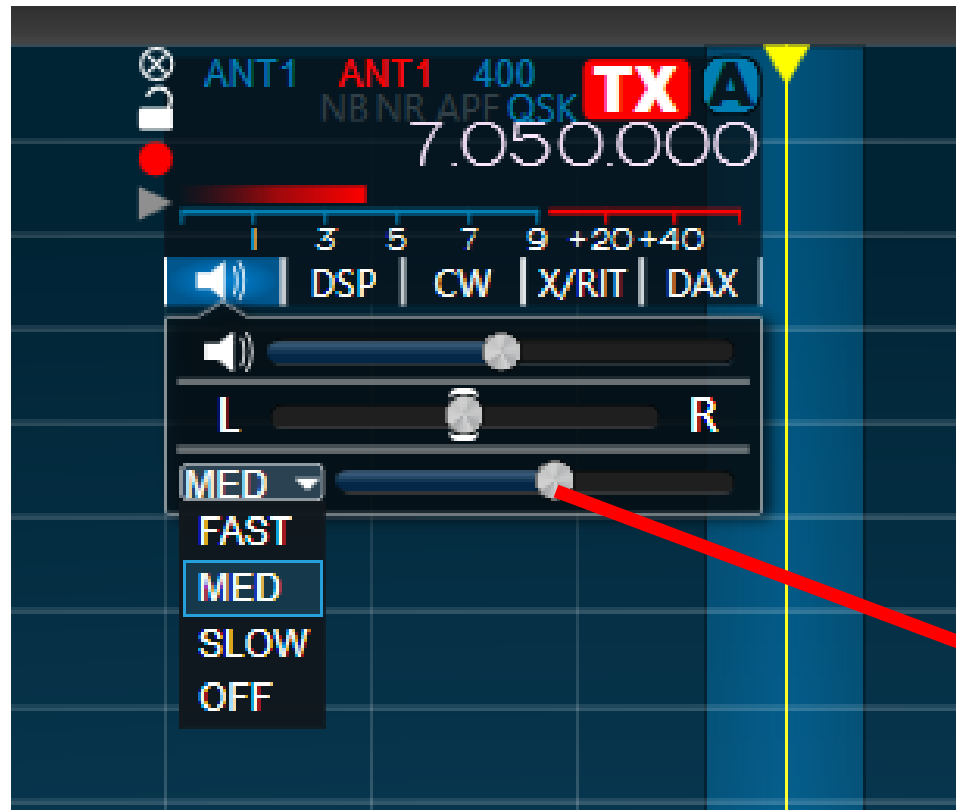 ANT1 ANT1 400 TX A
NB NR APF QSK
7.050.000
1 3 5 7 9 +20 +40
DSP CW X/RIT DAX
L R
MED
FAST
MED
SLOW
OFF